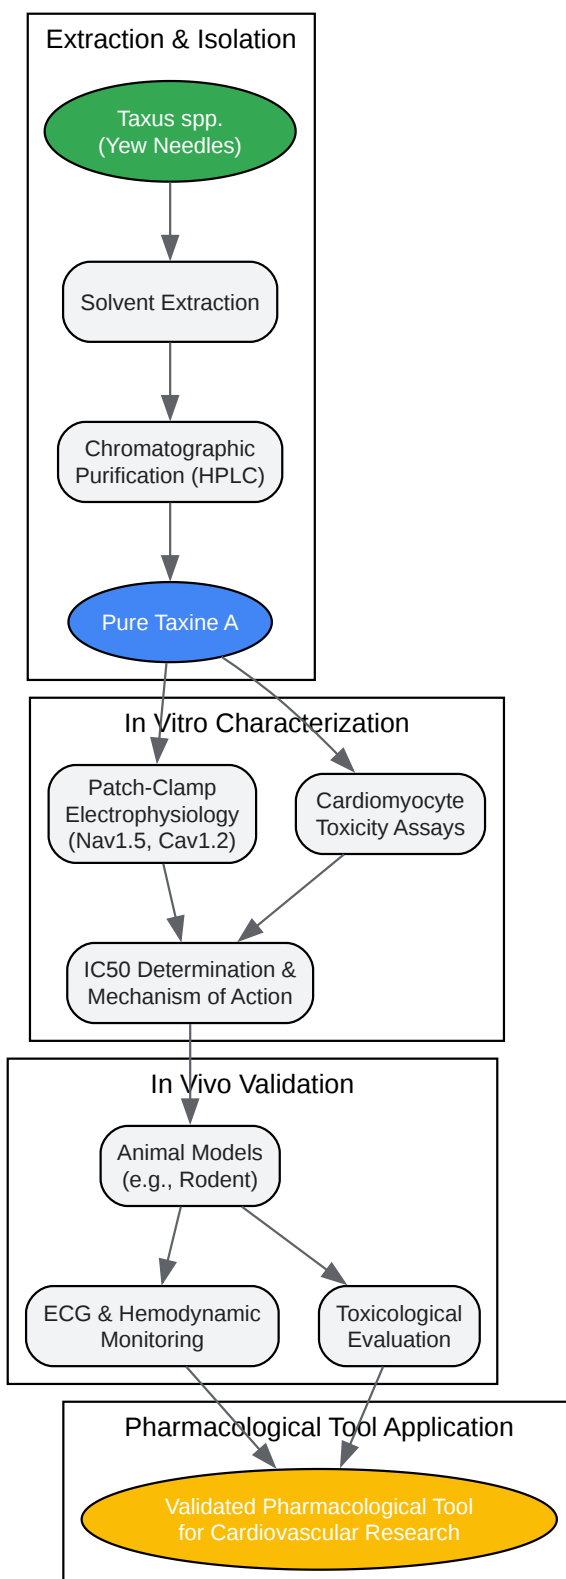 Extraction & Isolation
Taxus spp.
(Yew Needles)
Solvent Extraction
Chromatographic
Purification (HPLC)
Pure Taxine A
In Vitro Characterization
Patch-Clamp
Electrophysiology
(Nav1.5, Cav1.2)
Cardiomyocyte
Toxicity Assays
IC50 Determination &
Mechanism of Action
In Vivo Validation
Animal Models
(e.g., Rodent)
ECG & Hemodynamic
Monitoring
Toxicological
Evaluation
Pharmacological Tool Application
Validated Pharmacological Tool
for Cardiovascular Research